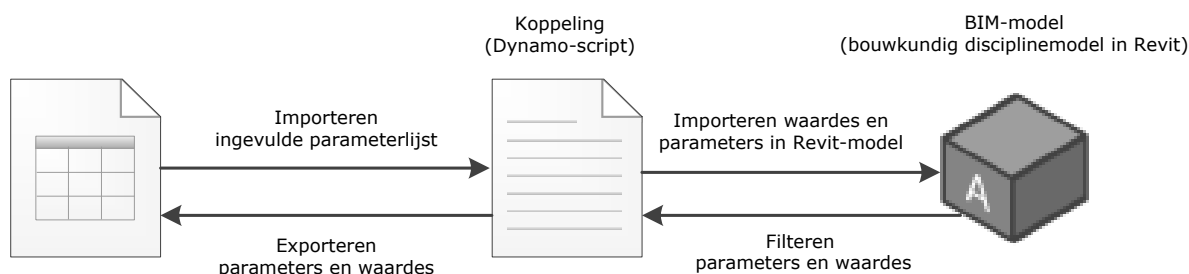 Koppeling
(Dynamo-script)
BIM-model
(bouwkundig disciplinemodel in Revit)
Importeren
ingevulde parameterlijst
Importeren waardes en
parameters in Revit-model
A
Exporteren
parameters en waardes
Filteren
parameters en waardes